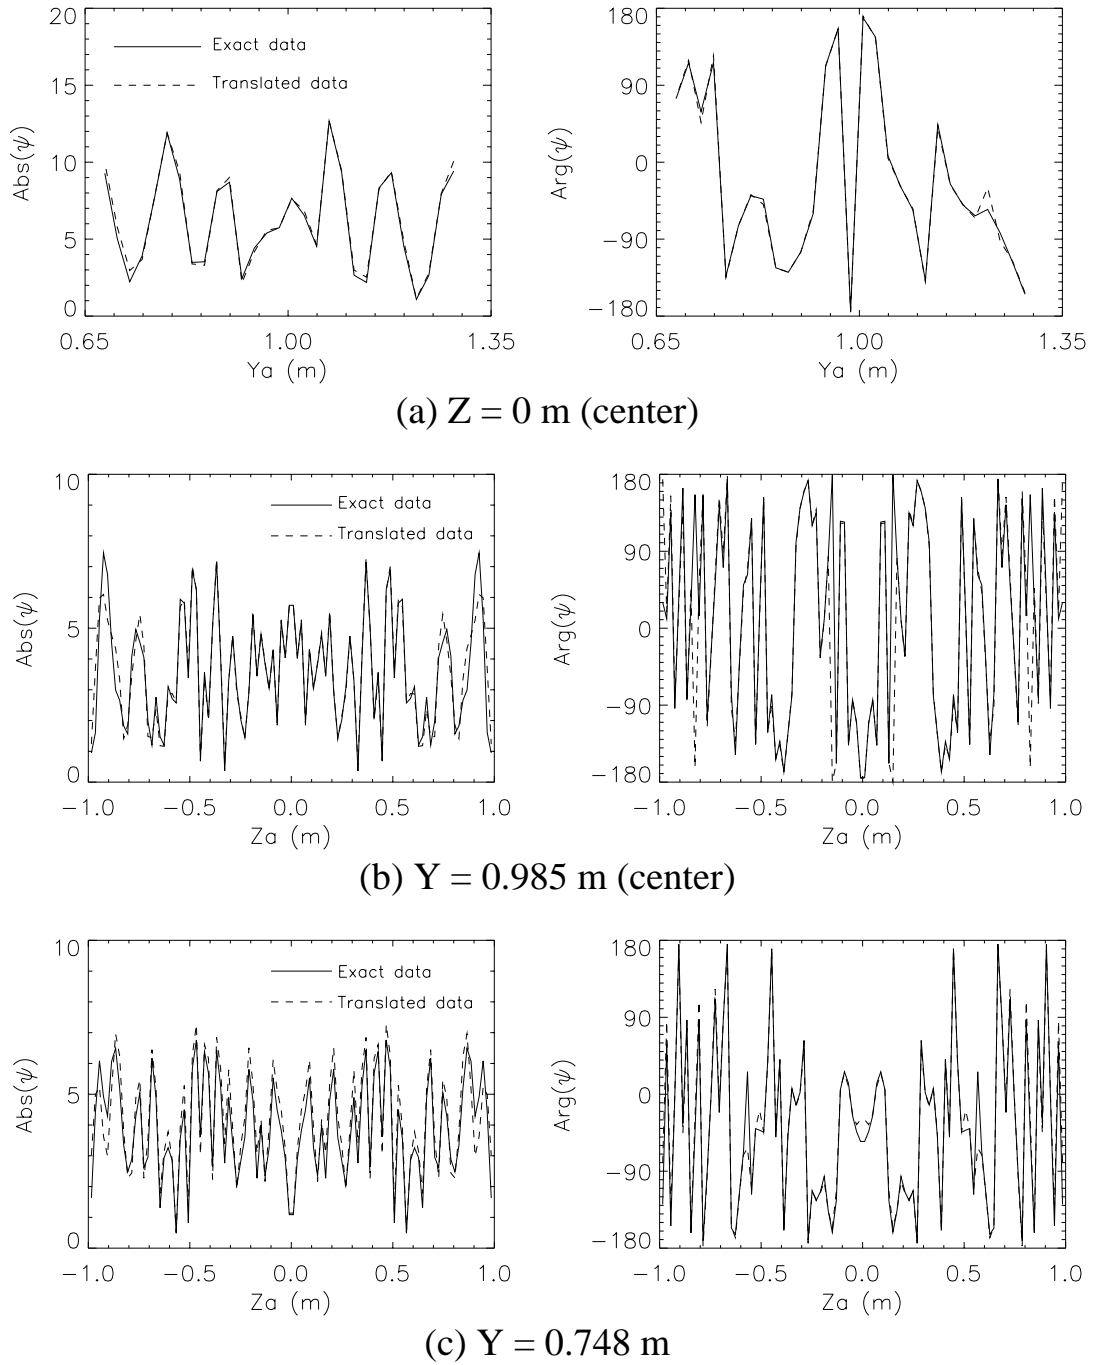 20
15
10
5
0
Abs(ψ)
Exact data
Translated data
0.65
1.00
1.35
Ya (m)
180
90
0
−90
−180
Arg(ψ)
0.65
1.00
1.35
Ya (m)
(a) Z = 0 m (center)
10
5
0
Abs(ψ)
Exact data
Translated data
−1.0
−0.5
0.0
0.5
1.0
Za (m)
180
90
0
−90
−180
Arg(ψ)
−1.0
−0.5
0.0
0.5
1.0
Za (m)
(b) Y = 0.985 m (center)
10
5
0
Abs(ψ)
Exact data
Translated data
−1.0
−0.5
0.0
0.5
1.0
Za (m)
180
90
0
−90
−180
Arg(ψ)
−1.0
−0.5
0.0
0.5
1.0
Za (m)
(c) Y = 0.748 m